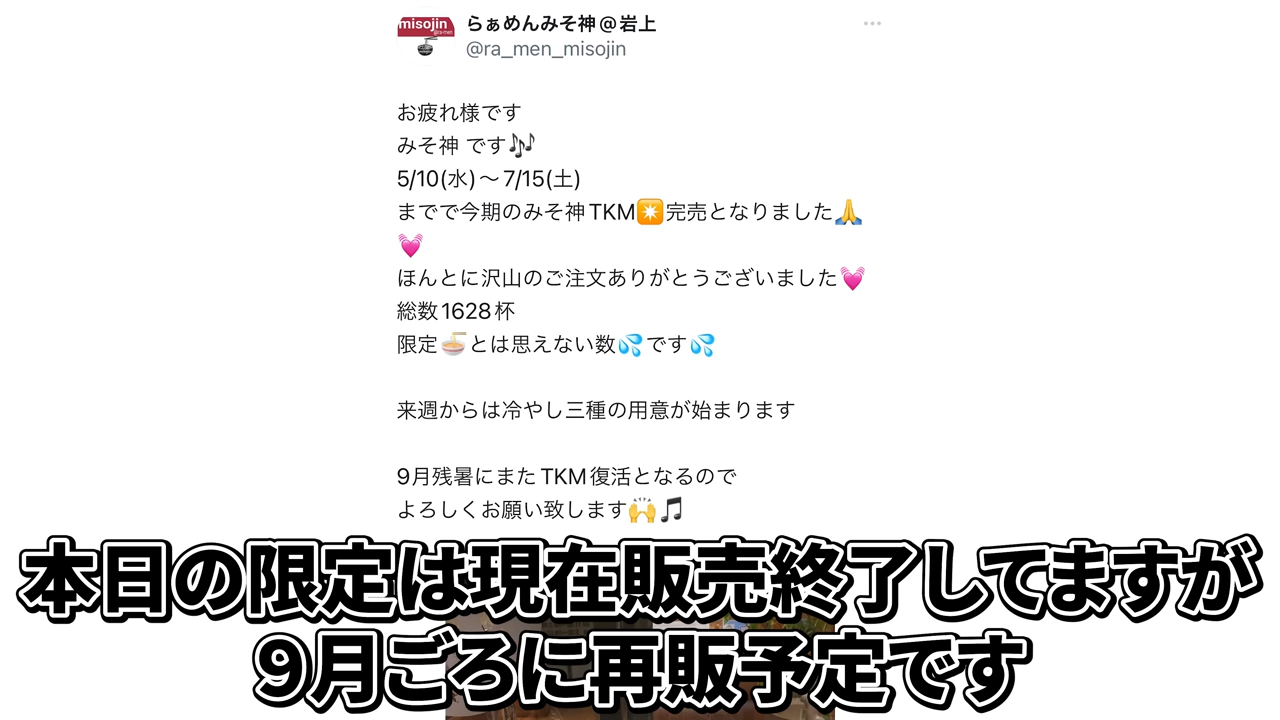 misojin
@ra-men
らぁめんみそ神@岩上
@ra_men_misojin
お疲れ様です
みそ神 です🎶
5/10(水)〜7/15(土)
までで今期のみそ神TKM✴️完売となりました🙏
💓
ほんとに沢山のご注文ありがとうございました💓
総数1628杯
限定🍜とは思えない数💦です💦
来週からは冷やし三種の用意が始まります
9月残暑にまたTKM復活となるので
よろしくお願い致します🙌🎵
本日の限定は現在販売終了してますが
9月ごろに再販予定です